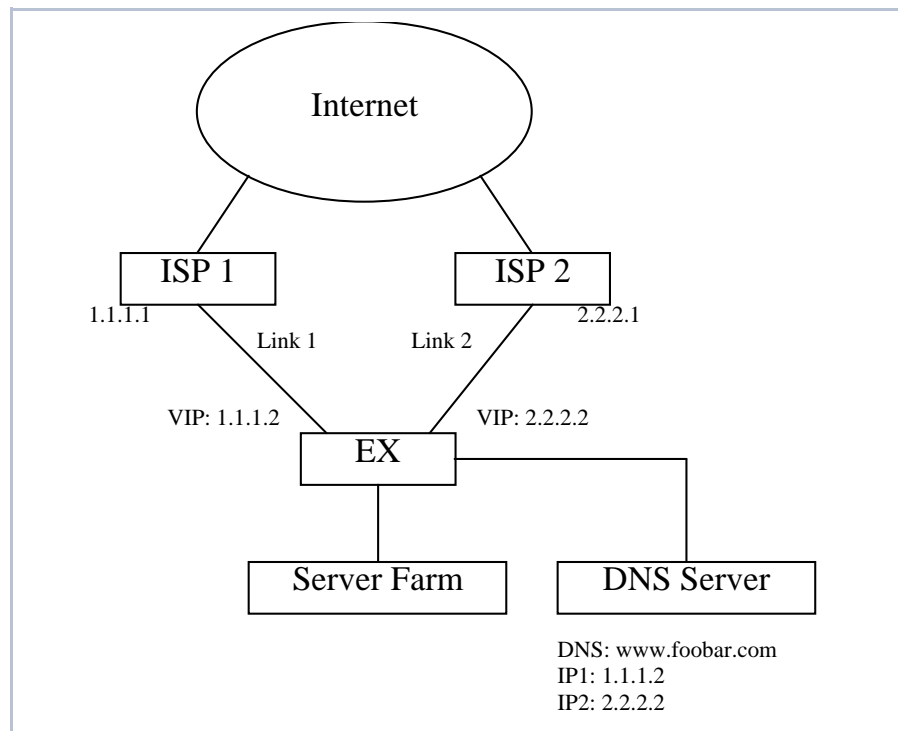 Internet
ISP 1
ISP 2
1.1.1.1
2.2.2.1
Link 1
Link 2
VIP: 1.1.1.2
VIP: 2.2.2.2
EX
Server Farm
DNS Server
DNS: www.foobar.com
IP1: 1.1.1.2
IP2: 2.2.2.2